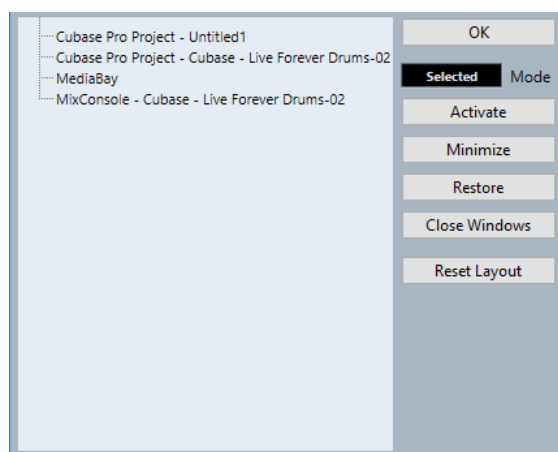 Cubase Pro Project - Untitled1
Cubase Pro Project - Cubase - Live Forever Drums-02
MediaBay
MixConsole - Cubase - Live Forever Drums-02
OK
Selected Mode
Activate
Minimize
Restore
Close Windows
Reset Layout